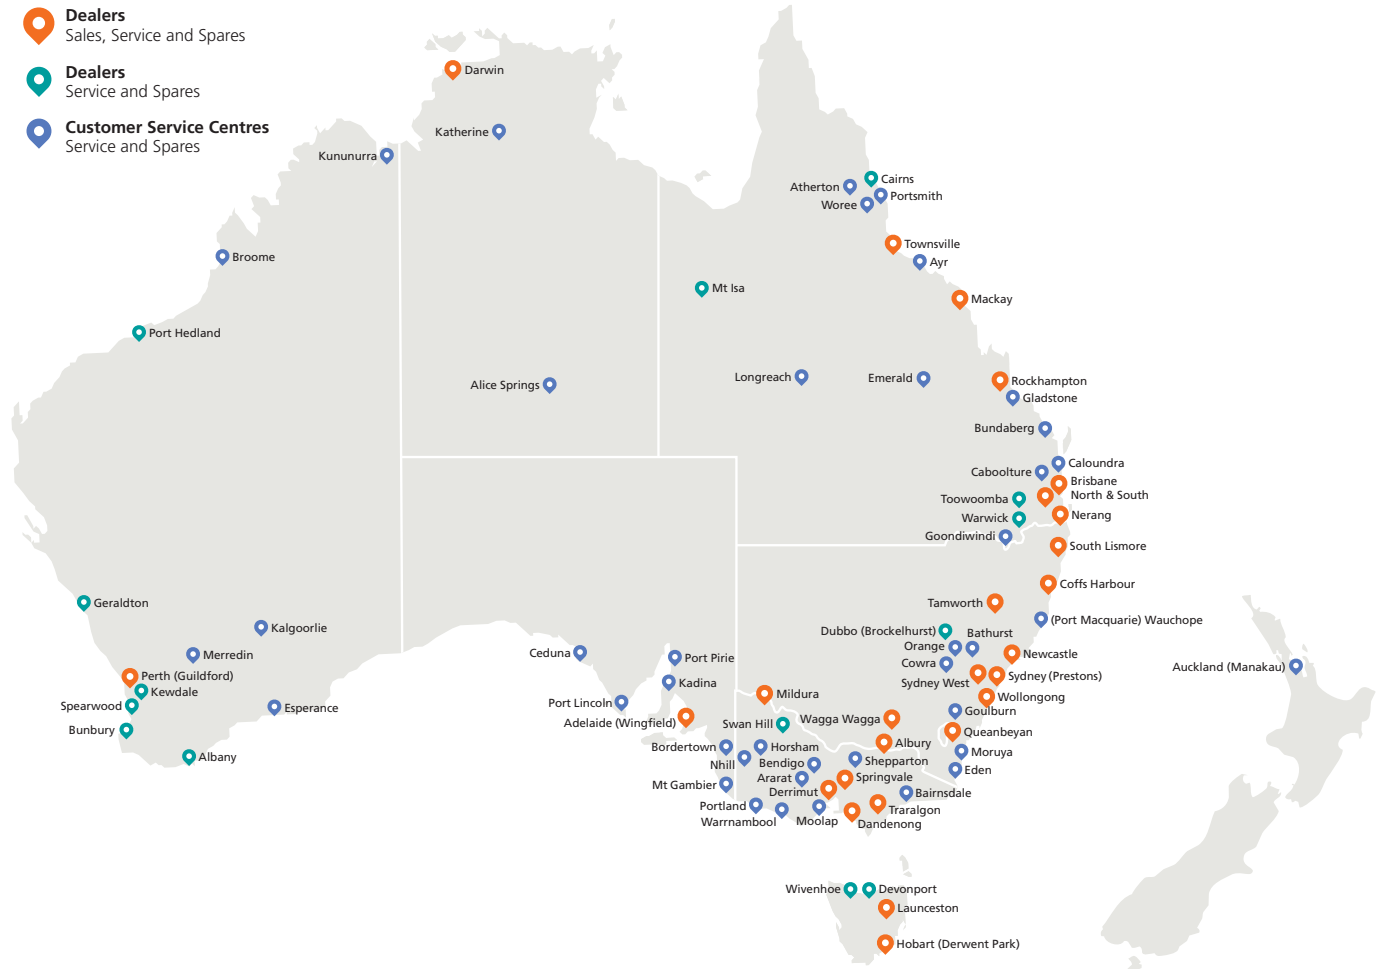 Dealers
Sales, Service and Spares
Dealers
Service and Spares
Customer Service Centres
Service and Spares
Darwin
Katherine
Kununurra
Cairns
Atherton
Portsmith
Woree
Townsville
Broome
Ayr
Mt Isa
Mackay
Port Hedland
Longreach
Emerald
Rockhampton
Alice Springs
Gladstone
Bundaberg
Caloundra
Caboolture
Brisbane
North & South
Toowoomba
Nerang
Warwick
Goondiwindi
South Lismore
Coffs Harbour
Geraldton
Tamworth
(Port Macquarie) Wauchope
Kalgoorlie
Dubbo (Brockelhurst)
Bathurst
Orange
Merredin
Ceduna
Port Pirie
Newcastle
Cowra
Auckland (Manakau)
Perth (Guildford)
Sydney (Prestons)
Kewdale
Kadina
Sydney West
Mildura
Wollongong
Spearwood
Esperance
Port Lincoln
Goulburn
Adelaide (Wingfield)
Swan Hill
Wagga Wagga
Bunbury
Queanbeyan
Albury
Bordertown
Horsham
Moruya
Albany
Nhill
Bendigo
Shepparton
Eden
Ararat
Springvale
Mt Gambier
Derrimut
Bairnsdale
Portland
Traralgon
Warrnambool
Moolap
Dandenong
Wivenhoe
Devonport
Launceston
Hobart (Derwent Park)